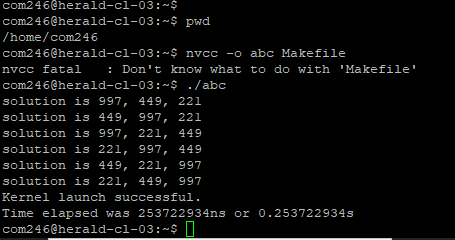 com246@herald-cl-03:~$
com246@herald-cl-03:~$ pwd
/home/com246
com246@herald-cl-03:~$ nvcc -o abc Makefile
nvcc fatal   : Don't know what to do with 'Makefile'
com246@herald-cl-03:~$ ./abc
solution is 997, 449, 221
solution is 449, 997, 221
solution is 997, 221, 449
solution is 221, 997, 449
solution is 449, 221, 997
solution is 221, 449, 997
Kernel launch successful.
Time elapsed was 253722934ns or 0.253722934s
com246@herald-cl-03:~$